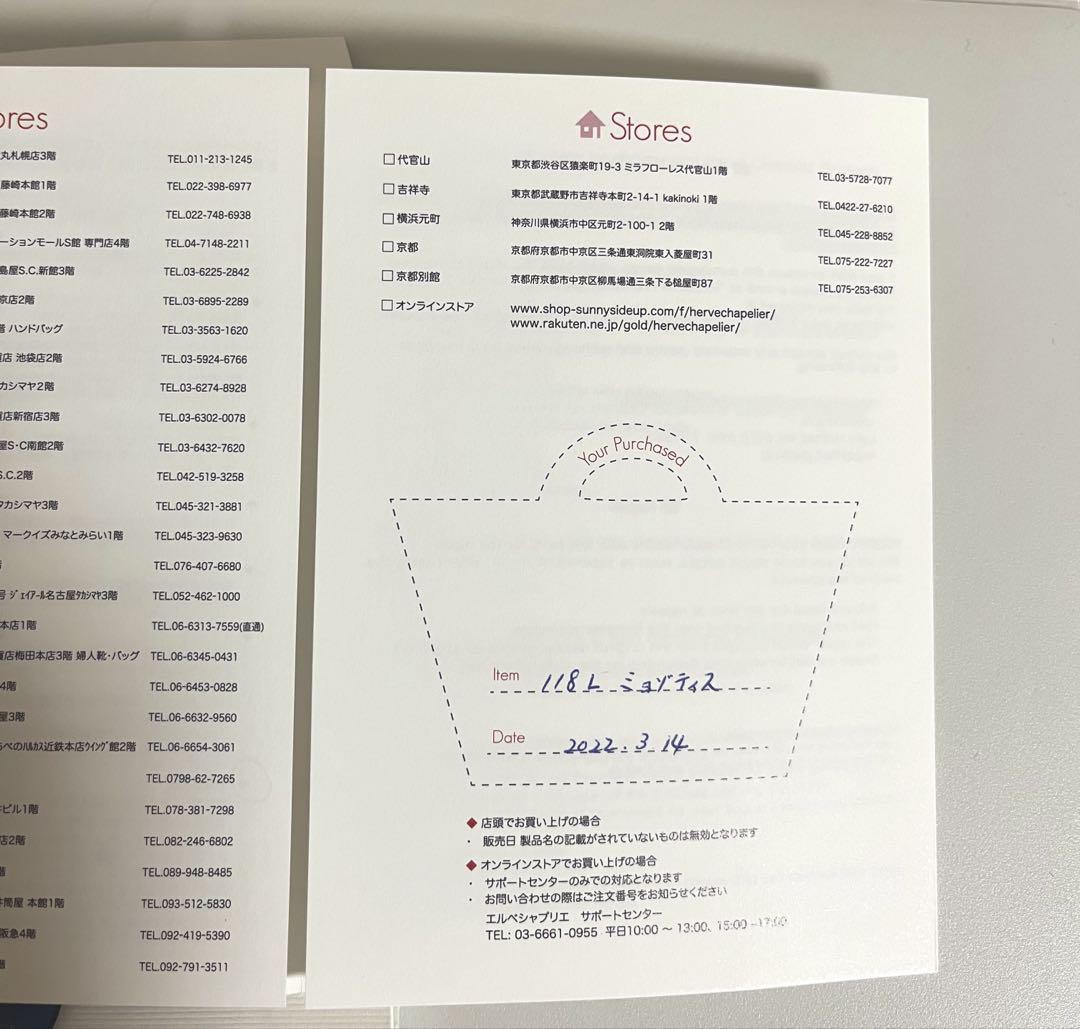 ores
丸札幌店3階 TEL.011-213-1245
藤崎本館1階 TEL.022-398-6977
藤崎本館2階 TEL.022-748-6938
ーションモールS館 専門店4階 TEL.04-7148-2211
島屋S.C.新館3階 TEL.03-6225-2842
京店2階 TEL.03-6895-2289
階 ハンドバッグ TEL.03-3563-1620
店 池袋店2階 TEL.03-5924-6766
カシマヤ2階 TEL.03-6274-8928
店新宿店3階 TEL.03-6302-0078
屋S・C南館2階 TEL.03-6432-7620
S.C.2階 TEL.042-519-3258
タカシマヤ3階 TEL.045-321-3881
マークイズみなとみらい1階 TEL.045-323-9630
TEL.076-407-6680
号 ジェイアール名古屋タカシマヤ3階 TEL.052-462-1000
本店1階 TEL.06-6313-7559(直通)
貨店梅田本店3階 婦人靴・バッグ TEL.06-6345-0431
4階 TEL.06-6453-0828
屋3階 TEL.06-6632-9560
べのハルカス近鉄本店ウイング館2階 TEL.06-6654-3061
TEL.0798-62-7265
ビル1階 TEL.078-381-7298
店2階 TEL.082-246-6802
階 TEL.089-948-8485
筒屋 本館1階 TEL.093-512-5830
阪急4階 TEL.092-419-5390
階 TEL.092-791-3511
Stores
代官山 東京都渋谷区猿楽町19-3 ミラフローレス代官山1階 TEL.03-5728-7077
吉祥寺 東京都武蔵野市吉祥寺本町2-14-1 kakinoki 1階 TEL.0422-27-6210
横浜元町 神奈川県横浜市中区元町2-100-1 2階 TEL.045-228-8852
京都 京都府京都市中京区三条通東洞院東入菱屋町31 TEL.075-222-7227
京都別館 京都府京都市中京区柳馬場通三条下る槌屋町87 TEL.075-253-6307
オンラインストア www.shop-sunnysideup.com/f/hervechapelier/
www.rakuten.ne.jp/gold/hervechapelier/
Your Purchased
Item 118L ミョゾティス
Date 2022.3.14
◆店頭でお買い上げの場合
・ 販売日 製品名の記載がされていないものは無効となります
◆オンラインストアでお買い上げの場合
・ サポートセンターのみでの対応となります
・ お問い合わせの際はご注文番号をお知らせください
エルベシャプリエ サポートセンター
TEL: 03-6661-0955 平日10:00 ～ 13:00、15:00 ～17:00